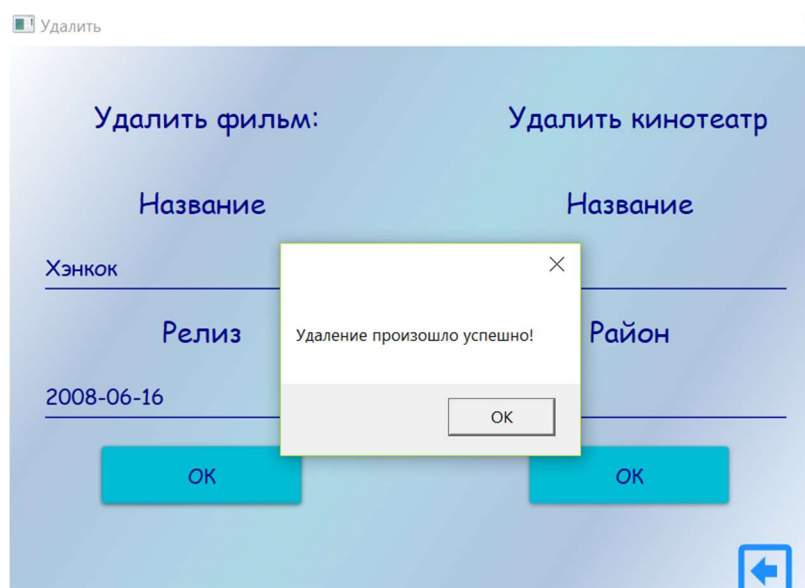 Удалить
Удалить фильм:
Удалить кинотеатр
Название
Название
Хэнкок
Релиз
Удаление произошло успешно!
Район
2008-06-16
OK
OK
OK